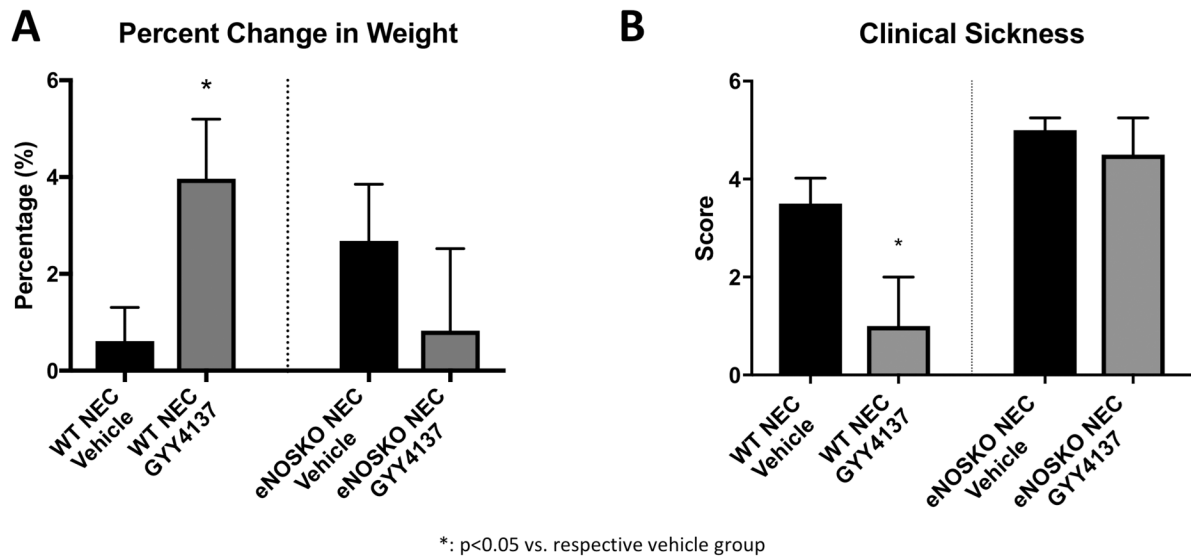 A
Percent Change in Weight
Percentage (%)
6
4
2
0
*
WT NEC
Vehicle
WT NEC
GYY4137
eNOSKO NEC
Vehicle
eNOSKO NEC
GYY4137
B
Clinical Sickness
Score
6
4
2
0
*
WT NEC
Vehicle
WT NEC
GYY4137
eNOSKO NEC
Vehicle
eNOSKO NEC
GYY4137
*: p<0.05 vs. respective vehicle group